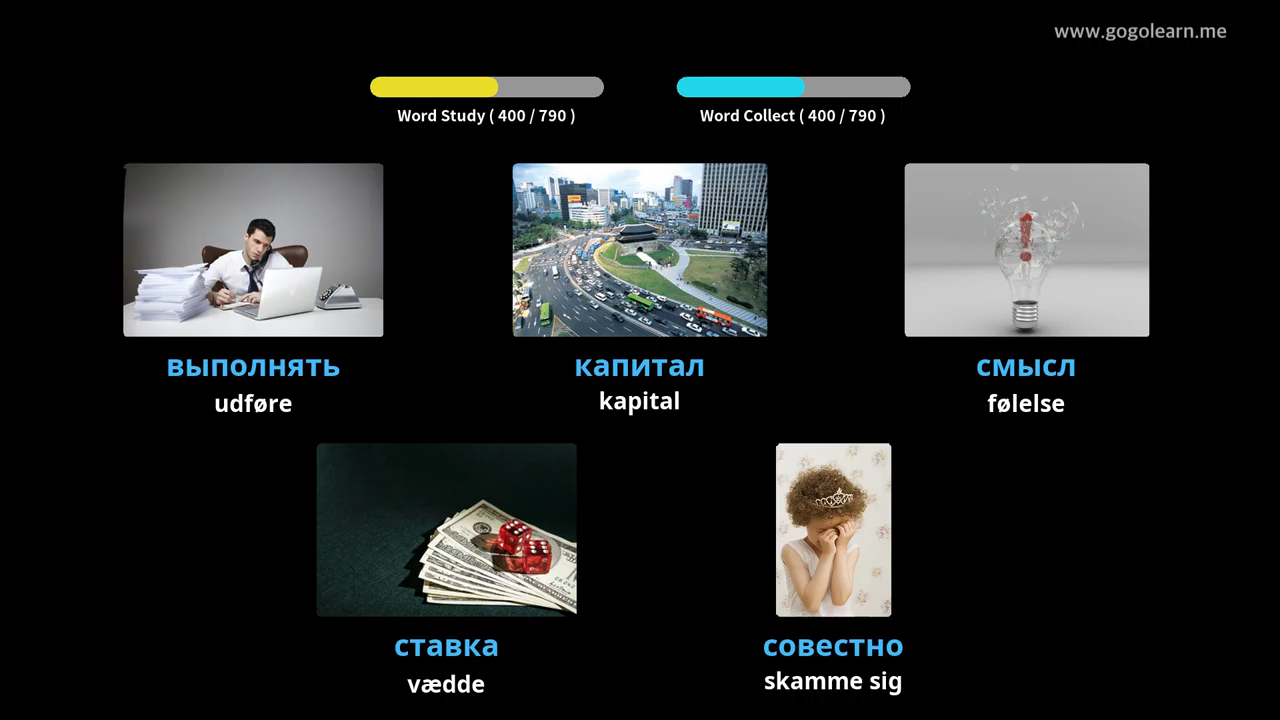 www.gogolearn.me
Word Study ( 400 / 790 )
Word Collect ( 400 / 790 )
выполнять
udføre
капитал
kapital
смысл
følelse
ставка
vædde
совестно
skamme sig